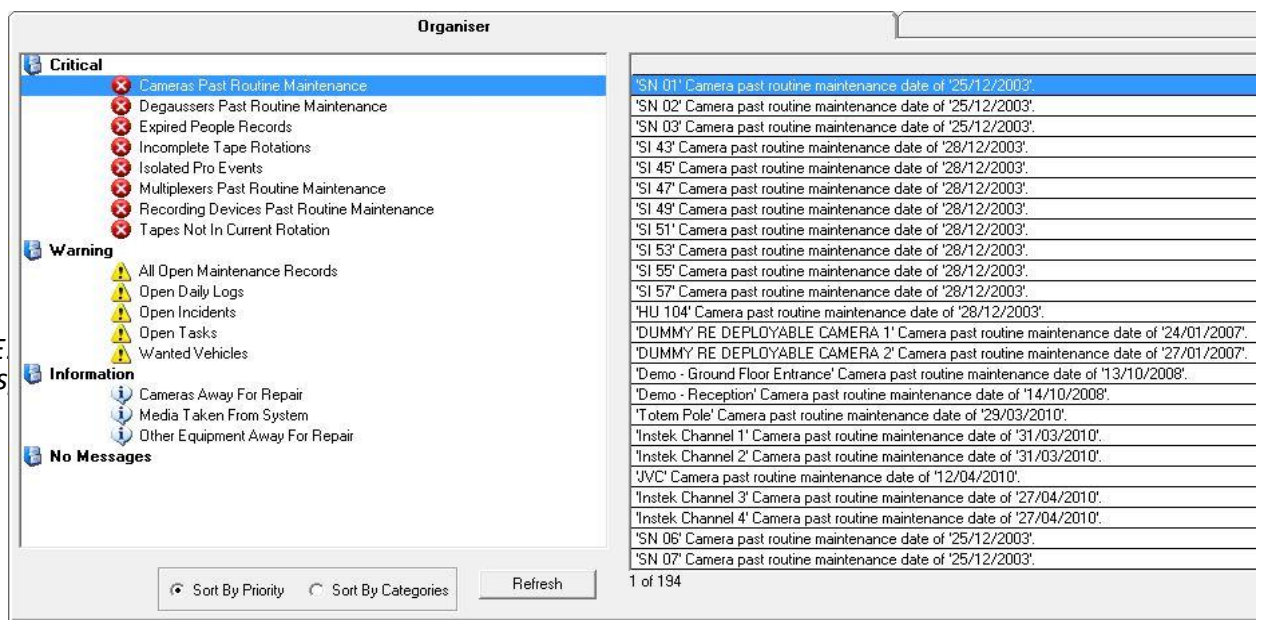 Organiser
Critical
Cameras Past Routine Maintenance
Degaussers Past Routine Maintenance
Expired People Records
Incomplete Tape Rotations
Isolated Pro Events
Multiplexers Past Routine Maintenance
Recording Devices Past Routine Maintenance
Tapes Not In Current Rotation
Warning
All Open Maintenance Records
Open Daily Logs
Open Incidents
Open Tasks
Wanted Vehicles
Information
Cameras Away For Repair
Media Taken From System
Other Equipment Away For Repair
No Messages
Sort By Priority
Sort By Categories
Refresh
'SN 01' Camera past routine maintenance date of '25/12/2003'.
'SN 02' Camera past routine maintenance date of '25/12/2003'.
'SN 03' Camera past routine maintenance date of '25/12/2003'.
'SI 43' Camera past routine maintenance date of '28/12/2003'.
'SI 45' Camera past routine maintenance date of '28/12/2003'.
'SI 47' Camera past routine maintenance date of '28/12/2003'.
'SI 49' Camera past routine maintenance date of '28/12/2003'.
'SI 51' Camera past routine maintenance date of '28/12/2003'.
'SI 53' Camera past routine maintenance date of '28/12/2003'.
'SI 55' Camera past routine maintenance date of '28/12/2003'.
'SI 57' Camera past routine maintenance date of '28/12/2003'.
'HU 104' Camera past routine maintenance date of '28/12/2003'.
'DUMMY RE DEPLOYABLE CAMERA 1' Camera past routine maintenance date of '24/01/2007'.
'DUMMY RE DEPLOYABLE CAMERA 2' Camera past routine maintenance date of '27/01/2007'.
'Demo - Ground Floor Entrance' Camera past routine maintenance date of '13/10/2008'.
'Demo - Reception' Camera past routine maintenance date of '14/10/2008'.
'Totem Pole' Camera past routine maintenance date of '29/03/2010'.
'Instek Channel 1' Camera past routine maintenance date of '31/03/2010'.
'Instek Channel 2' Camera past routine maintenance date of '31/03/2010'.
'JVC' Camera past routine maintenance date of '12/04/2010'.
'Instek Channel 3' Camera past routine maintenance date of '27/04/2010'.
'Instek Channel 4' Camera past routine maintenance date of '27/04/2010'.
'SN 06' Camera past routine maintenance date of '25/12/2003'.
'SN 07' Camera past routine maintenance date of '25/12/2003'.
1 of 194